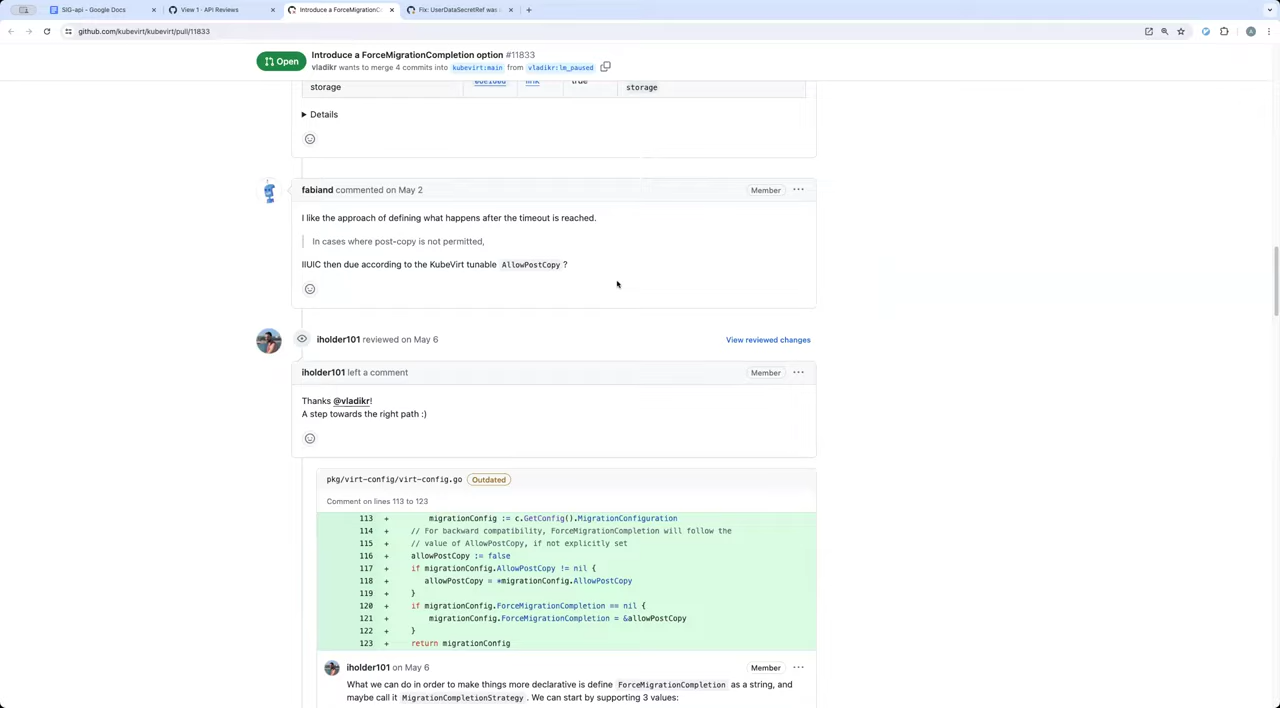 SIG-api - Google Docs
View 1 · API Reviews
Introduce a ForceMigrationC
Fix: UserDataSecretRef was
github.com/kubevirt/kubevirt/pull/11833
Open
Introduce a ForceMigrationCompletion option #11833
vladikr wants to merge 4 commits into kubevirt:main from vladikr:lm_paused
storage link true storage
Details
fabiand commented on May 2
Member
I like the approach of defining what happens after the timeout is reached.
In cases where post-copy is not permitted,
IIUIC then due according to the KubeVirt tunable AllowPostCopy ?
iholder101 reviewed on May 6
View reviewed changes
iholder101 left a comment
Member
Thanks @vladikr!
A step towards the right path :)
pkg/virt-config/virt-config.go Outdated
Comment on lines 113 to 123
113 + migrationConfig := c.GetConfig().MigrationConfiguration
114 + // For backward compatibility, ForceMigrationCompletion will follow the
115 + // value of AllowPostCopy, if not explicitly set
116 + allowPostCopy := false
117 + if migrationConfig.AllowPostCopy != nil {
118 + allowPostCopy = *migrationConfig.AllowPostCopy
119 + }
120 + if migrationConfig.ForceMigrationCompletion == nil {
121 + migrationConfig.ForceMigrationCompletion = &allowPostCopy
122 + }
123 + return migrationConfig
iholder101 on May 6
Member
What we can do in order to make things more declarative is define ForceMigrationCompletion as a string, and
maybe call it MigrationCompletionStrategy . We can start by supporting 3 values: